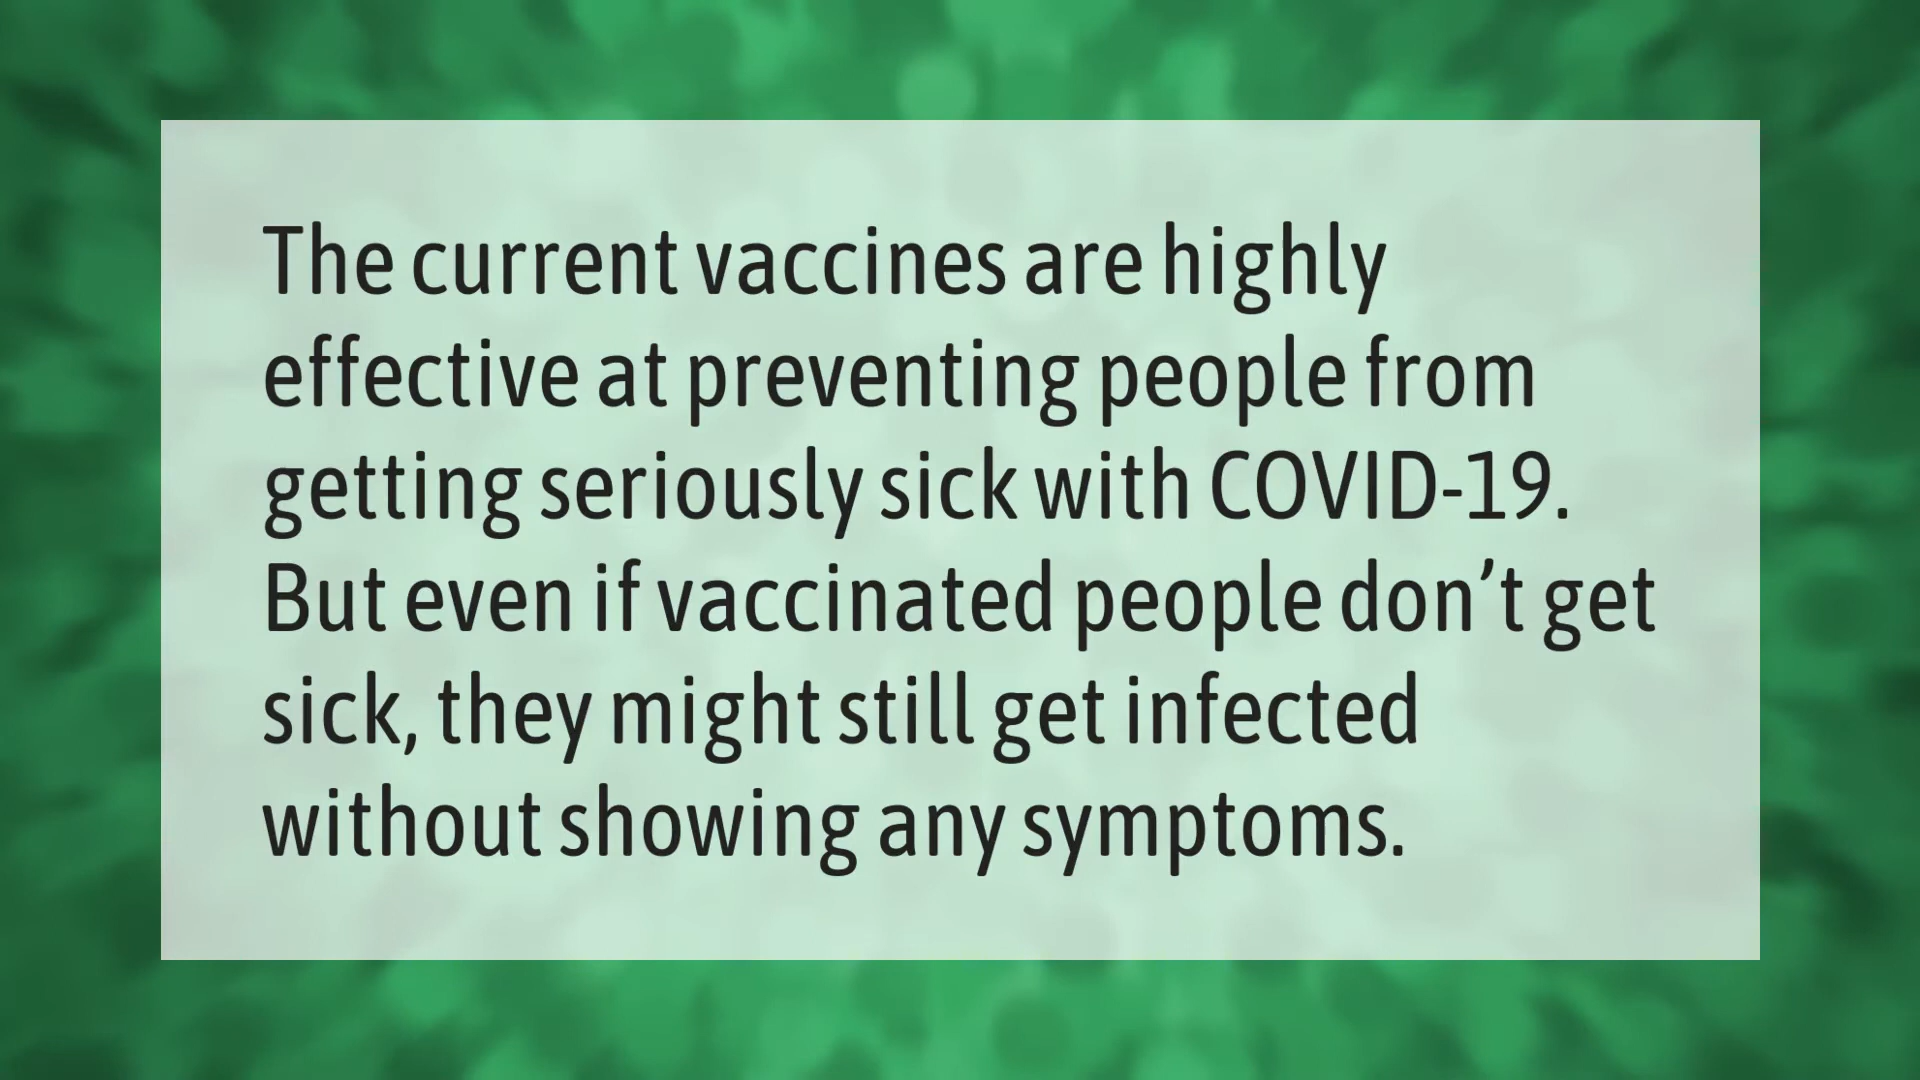 The current vaccines are highly
effective at preventing people from
getting seriously sick with COVID-19.
But even if vaccinated people don’t get
sick, they might still get infected
without showing any symptoms.